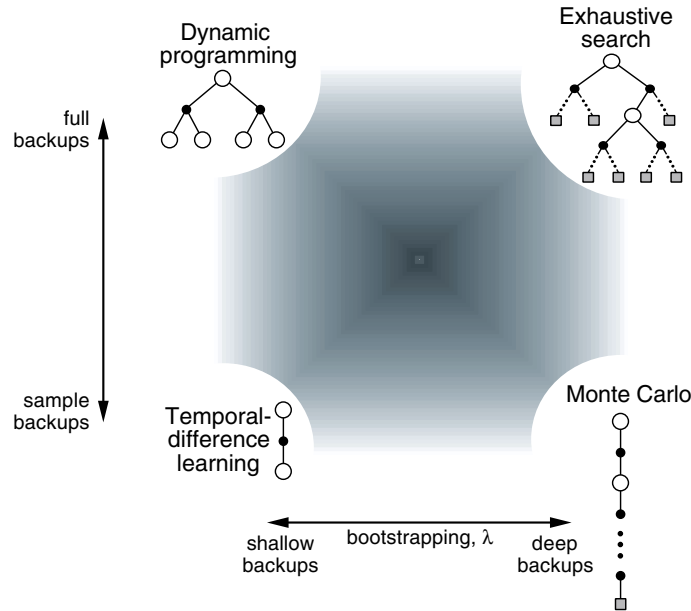 Dynamic
programming
Exhaustive
search
full
backups
sample
backups
Temporal-
difference
learning
Monte Carlo
bootstrapping, λ
shallow
backups
deep
backups